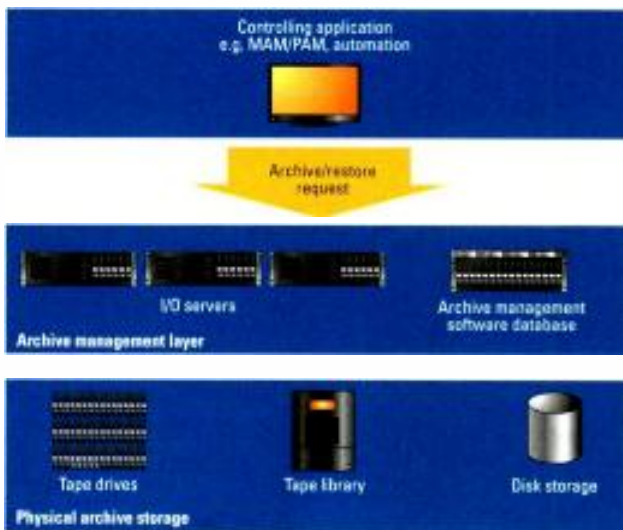 Controlling application
e.g. MAM/PAM, automation
Archive/restore
request
I/O servers
Archive management
software database
Archive management layer
Tape drives
Tape library
Disk storage
Physical archive storage